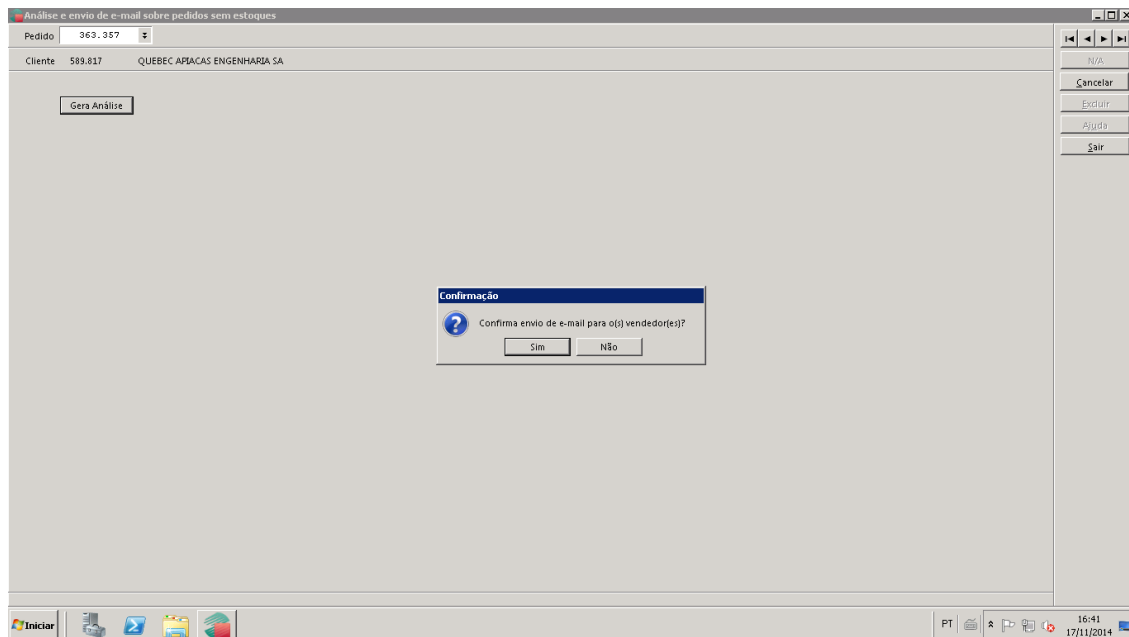 Análise e envio de e-mail sobre pedidos sem estoques
Pedido 363.357
Cliente 589.817 QUEBEC APIACAS ENGENHARIA SA
N/A
Cancelar
Excluir
Ajuda
Sair
Gera Análise
Confirmação
Confirma envio de e-mail para o(s) vendedor(es)?
Sim Não
Iniciar
PT
16:41
17/11/2014